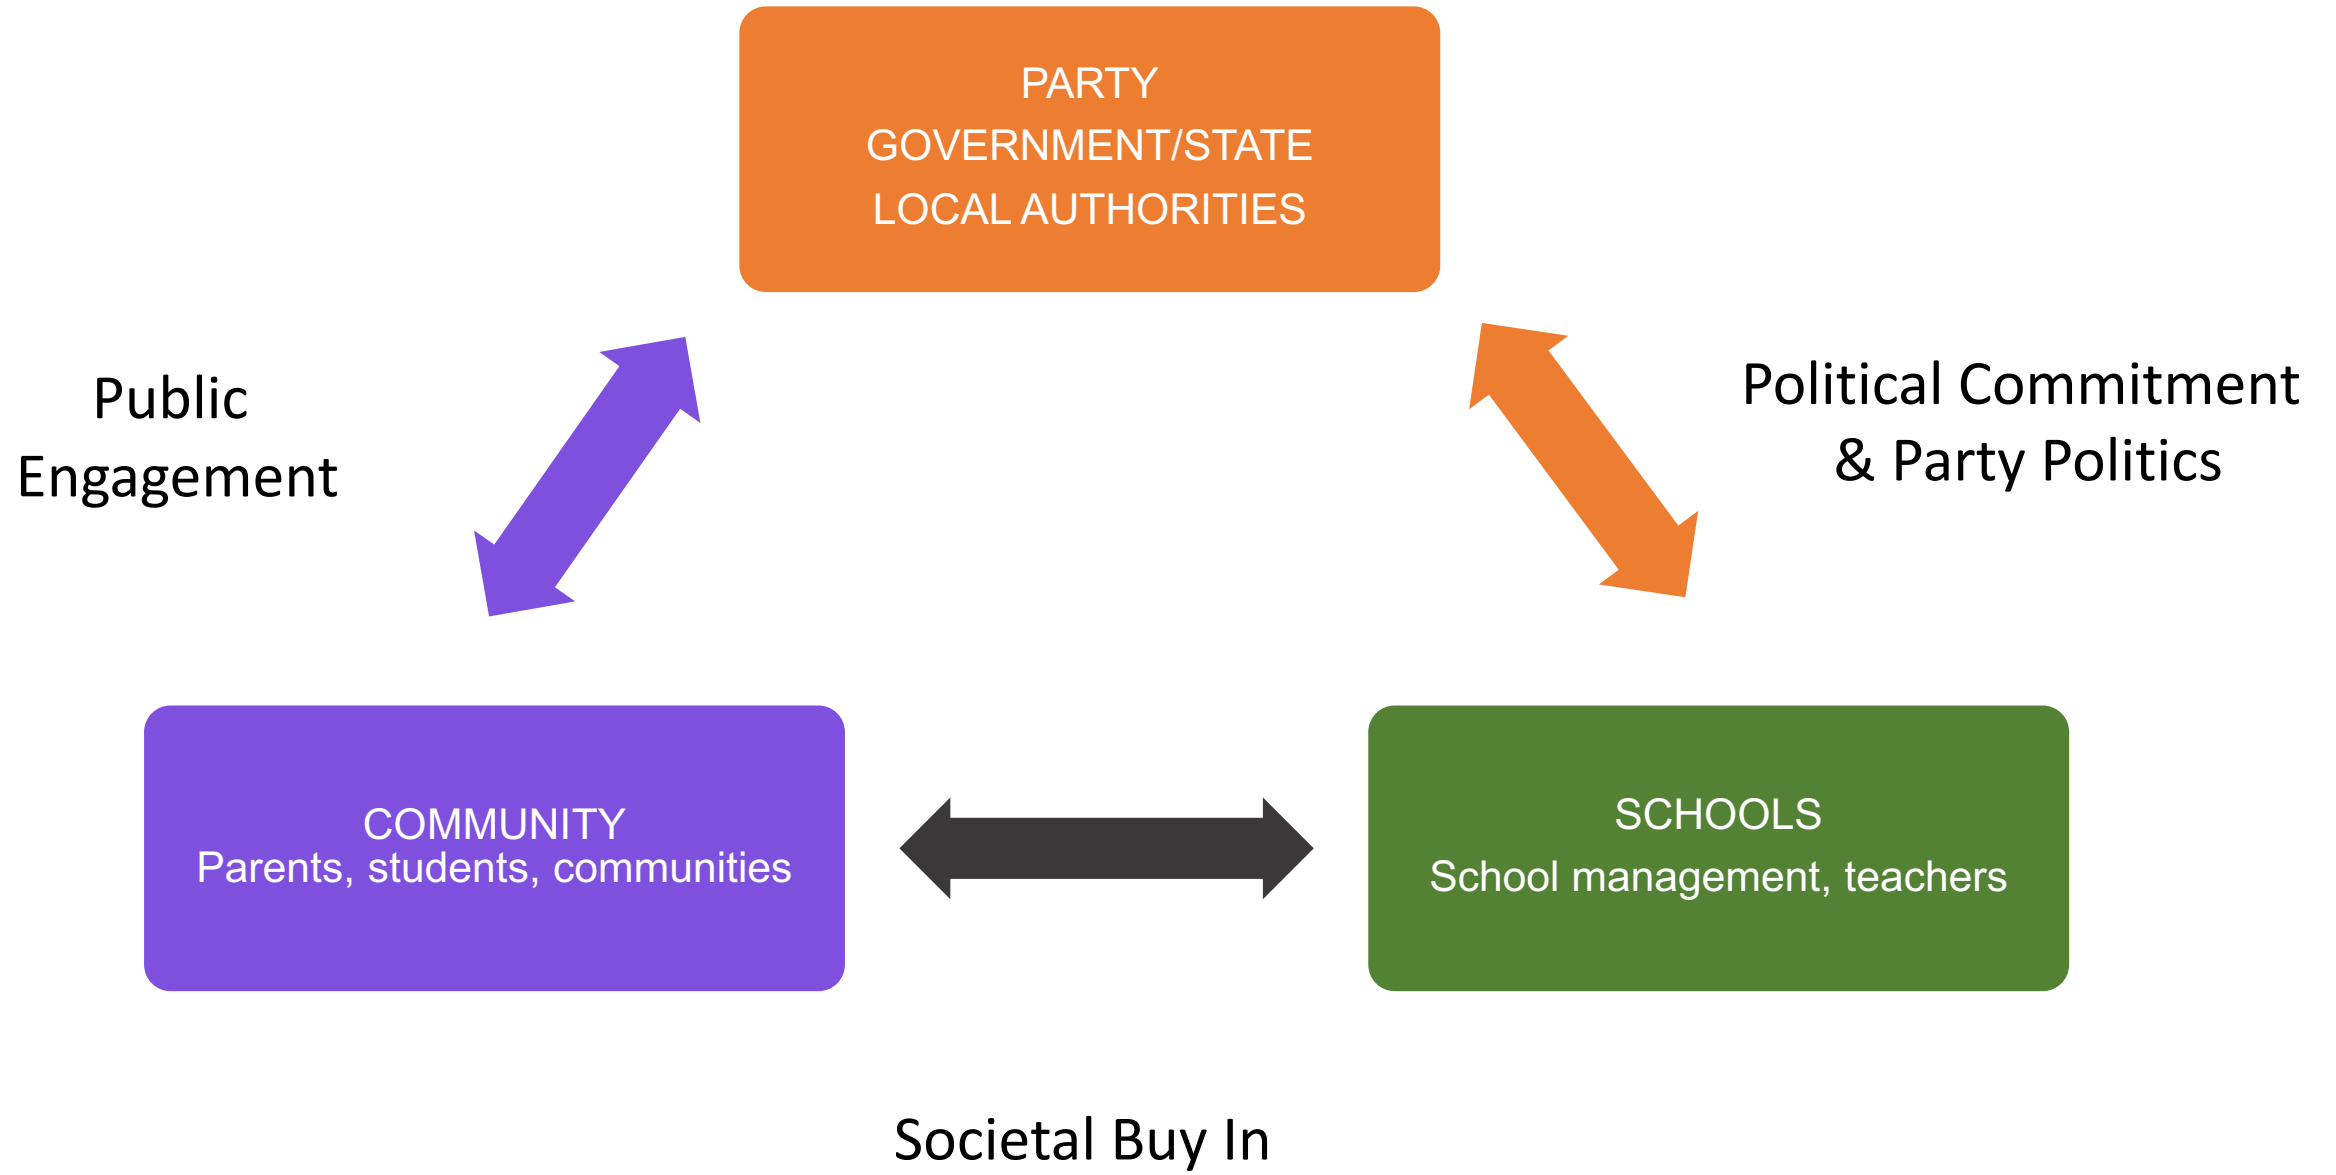 PARTY
GOVERNMENT/STATE
LOCAL AUTHORITIES
Public
Engagement
Political Commitment
& Party Politics
COMMUNITY
Parents, students, communities
SCHOOLS
School management, teachers
Societal Buy In